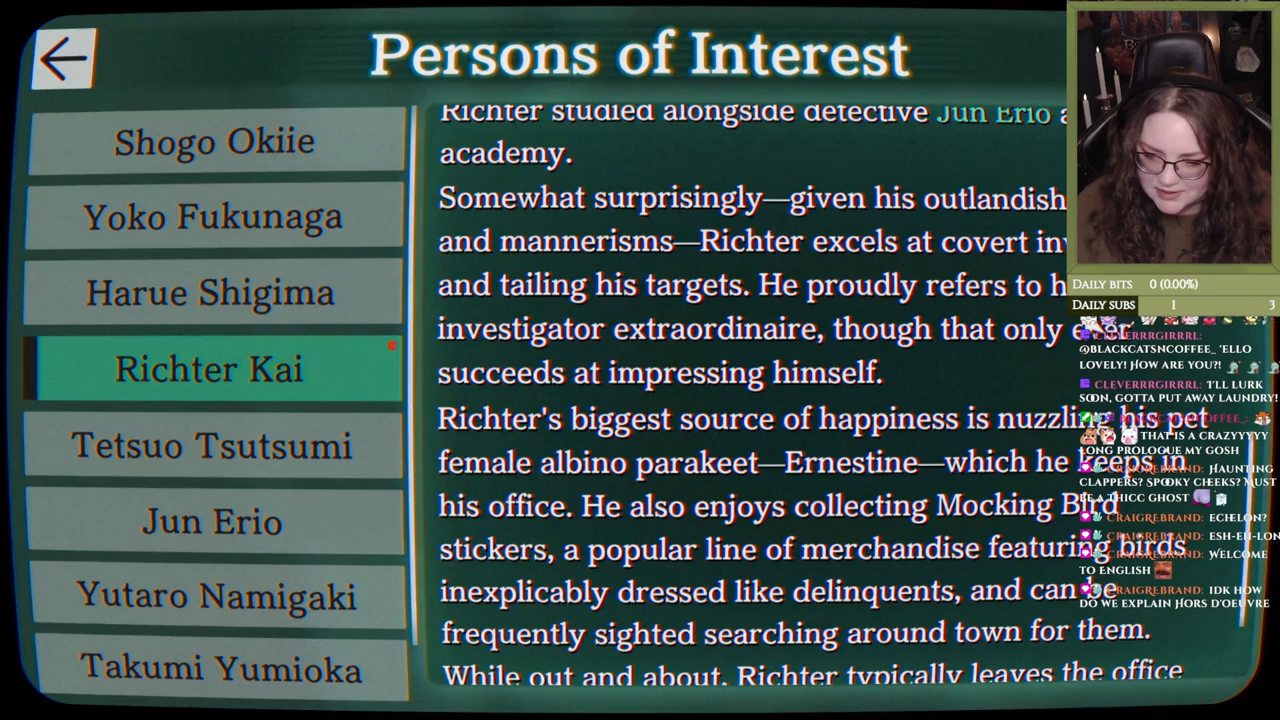 Persons of Interest
Shogo Okiie
Yoko Fukunaga
Harue Shigima
Richter Kai
Tetsuo Tsutsumi
Jun Erio
Yutaro Namigaki
Takumi Yumioka
Richter studied alongside detective Jun Erio
academy.
Somewhat surprisingly—given his outlandish
and mannerisms—Richter excels at covert
and tailing his targets. He proudly refers to
investigator extraordinaire, though that only ever
succeeds at impressing himself.
Richter's biggest source of happiness is nuzzling his pet
female albino parakeet—Ernestine—which he keeps in
his office. He also enjoys collecting Mocking Bird
stickers, a popular line of merchandise featuring birds
inexplicably dressed like delinquents, and can be
frequently sighted searching around town for them.
While out and about, Richter typically leaves the office
DAILY BITS 0 (0.00%)
DAILY SUBS 1 3
CLEVERRRGIRRRL:
@BLACKCATSNCOFFEE_ 'ELLO
LOVELY! HOW ARE YOU?!
CLEVERRRGIRRRL: I'LL LURK
SOON, GOTTA PUT AWAY LAUNDRY!
BLACKCATSNCOFFEE_:
THAT IS A CRAZYYYY
LONG PROLOGUE MY GOSH
CRAIGREBRAND: HAUNTING
CLAPPERS? SPOOKY CHEEKS? MUST
BE A THICC GHOST
CRAIGREBRAND: ECHELON?
CRAIGREBRAND: ESH-EH-LON
CRAIGREBRAND: WELCOME
TO ENGLISH
CRAIGREBRAND: IDK HOW
DO WE EXPLAIN HORS D'OEUVRE